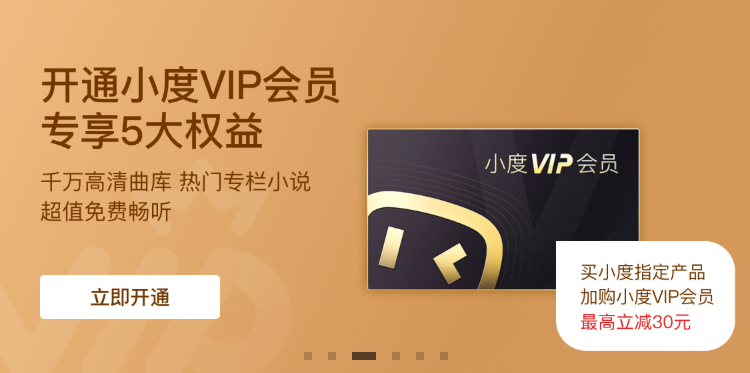 开通小度VIP会员
专享5大权益
千万高清曲库 热门专栏小说
超值免费畅听
立即开通
小度VIP会员
买小度指定产品
加购小度VIP会员
最高立减30元
VIP